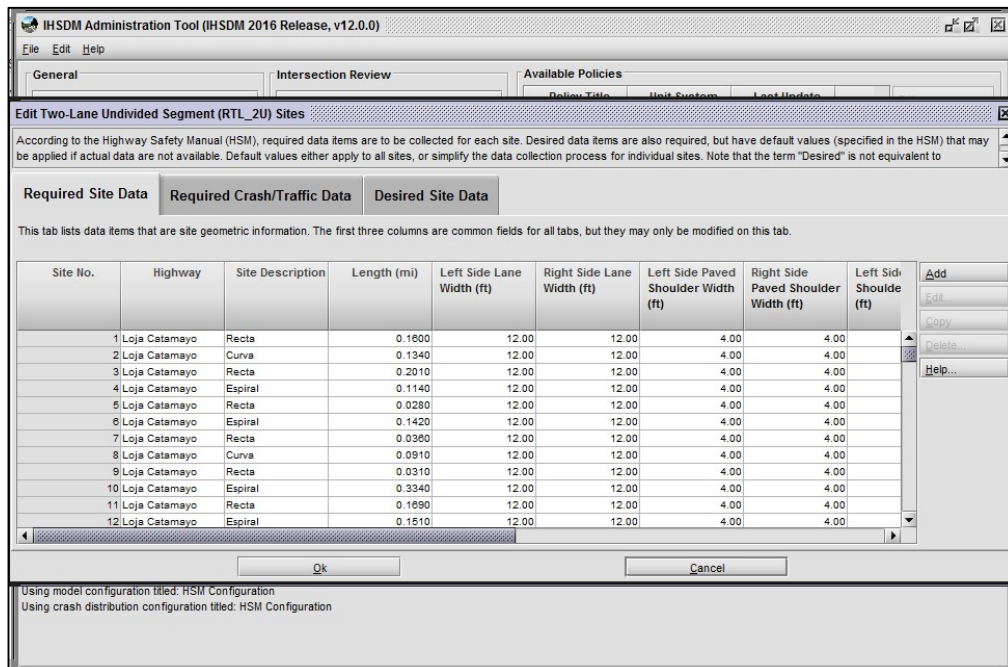 IHSDM Administration Tool (IHSDM 2016 Release, v12.0.0)
File Edit Help
General Intersection Review Available Policies
Policy Title Unit System Last Update
Edit Two-Lane Undivided Segment (RTL_2U) Sites
According to the Highway Safety Manual (HSM), required data items are to be collected for each site. Desired data items are also required, but have default values (specified in the HSM) that may
be applied if actual data are not available. Default values either apply to all sites, or simplify the data collection process for individual sites. Note that the term "Desired" is not equivalent to
Required Site Data Required Crash/Traffic Data Desired Site Data
This tab lists data items that are site geometric information. The first three columns are common fields for all tabs, but they may only be modified on this tab.
Site No. Highway Site Description Length (mi) Left Side Lane Right Side Lane Left Side Paved Right Side Left Side
Width (ft) Width (ft) Shoulder Width Paved Shoulder Shoulde
(ft) Width (ft) (ft)
Add
Edit...
Copy
Delete...
Help...
1 Loja Catamayo Recta 0.1600 12.00 12.00 4.00 4.00
2 Loja Catamayo Curva 0.1340 12.00 12.00 4.00 4.00
3 Loja Catamayo Recta 0.2010 12.00 12.00 4.00 4.00
4 Loja Catamayo Espiral 0.1140 12.00 12.00 4.00 4.00
5 Loja Catamayo Recta 0.0280 12.00 12.00 4.00 4.00
6 Loja Catamayo Espiral 0.1420 12.00 12.00 4.00 4.00
7 Loja Catamayo Recta 0.0360 12.00 12.00 4.00 4.00
8 Loja Catamayo Curva 0.0910 12.00 12.00 4.00 4.00
9 Loja Catamayo Recta 0.0310 12.00 12.00 4.00 4.00
10 Loja Catamayo Espiral 0.3340 12.00 12.00 4.00 4.00
11 Loja Catamayo Recta 0.1690 12.00 12.00 4.00 4.00
12 Loja Catamayo Espiral 0.1510 12.00 12.00 4.00 4.00
Ok Cancel
Using model configuration titled: HSM Configuration
Using crash distribution configuration titled: HSM Configuration